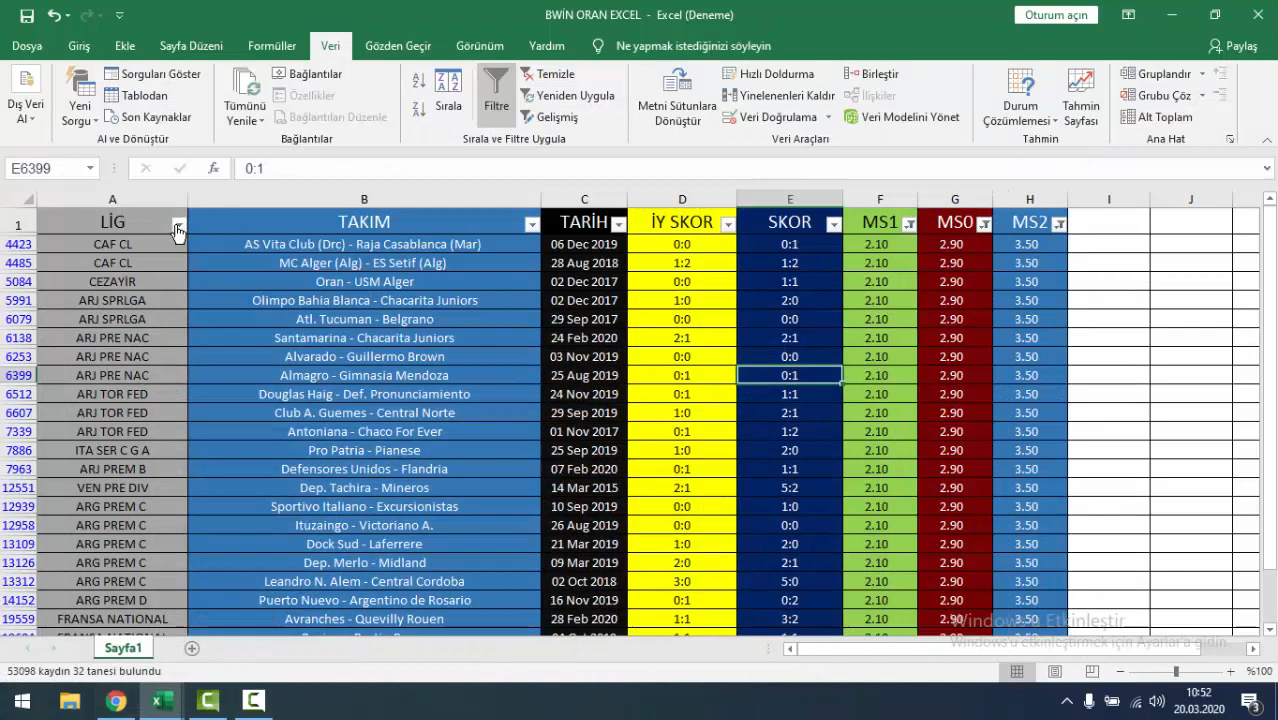 BWİN ORAN EXCEL - Excel (Deneme)
Oturum açın
Dosya Giriş Ekle Sayfa Düzeni Formüller Veri Gözden Geçir Görünüm Yardım Ne yapmak istediğinizi söyleyin Paylaş
Dış Veri Al
Yeni Sorgu
Sorguları Göster
Tablodan
Son Kaynaklar
Al ve Dönüştür
Tümünü Yenile
Bağlantılar
Özellikler
Bağlantıları Düzenle
Bağlantılar
Sırala
Filtre
Temizle
Yeniden Uygula
Gelişmiş
Sırala ve Filtre Uygula
Metni Sütunlara Dönüştür
Hızlı Doldurma
Yinelenenleri Kaldır
Veri Doğrulama
Birleştir
İlişkiler
Veri Modelini Yönet
Veri Araçları
Durum Çözümlemesi
Tahmin Sayfası
Tahmin
Gruplandır
Grubu Çöz
Alt Toplam
Ana Hat
E6399 fx 0:1
A B C D E F G H I J
1 LİG TAKIM TARİH İY SKOR SKOR MS1 MS0 MS2
4423 CAF CL AS Vita Club (Drc) - Raja Casablanca (Mar) 06 Dec 2019 0:0 0:1 2.10 2.90 3.50
4485 CAF CL MC Alger (Alg) - ES Setif (Alg) 28 Aug 2018 1:2 1:2 2.10 2.90 3.50
5084 CEZAYİR Oran - USM Alger 02 Dec 2017 0:0 1:1 2.10 2.90 3.50
5991 ARJ SPRLGA Olimpo Bahia Blanca - Chacarita Juniors 02 Dec 2017 1:0 2:0 2.10 2.90 3.50
6079 ARJ SPRLGA Atl. Tucuman - Belgrano 29 Sep 2017 0:0 0:0 2.10 2.90 3.50
6138 ARJ PRE NAC Santamarina - Chacarita Juniors 24 Feb 2020 2:1 2:1 2.10 2.90 3.50
6253 ARJ PRE NAC Alvarado - Guillermo Brown 03 Nov 2019 0:0 0:0 2.10 2.90 3.50
6399 ARJ PRE NAC Almagro - Gimnasia Mendoza 25 Aug 2019 0:1 0:1 2.10 2.90 3.50
6512 ARJ TOR FED Douglas Haig - Def. Pronunciamiento 24 Nov 2019 0:1 1:1 2.10 2.90 3.50
6607 ARJ TOR FED Club A. Guemes - Central Norte 29 Sep 2019 1:0 2:1 2.10 2.90 3.50
7339 ARJ TOR FED Antoniana - Chaco For Ever 01 Nov 2017 0:1 1:2 2.10 2.90 3.50
7886 ITA SER C G A Pro Patria - Pianese 25 Sep 2019 1:0 2:0 2.10 2.90 3.50
7963 ARJ PREM B Defensores Unidos - Flandria 07 Feb 2020 0:1 1:1 2.10 2.90 3.50
12551 VEN PRE DIV Dep. Tachira - Mineros 14 Mar 2015 2:1 5:2 2.10 2.90 3.50
12939 ARG PREM C Sportivo Italiano - Excursionistas 10 Sep 2019 0:0 1:0 2.10 2.90 3.50
12958 ARG PREM C Ituzaingo - Victoriano A. 26 Aug 2019 0:0 0:0 2.10 2.90 3.50
13109 ARG PREM C Dock Sud - Laferrere 21 Mar 2019 1:0 2:0 2.10 2.90 3.50
13126 ARG PREM C Dep. Merlo - Midland 09 Mar 2019 2:0 2:1 2.10 2.90 3.50
13312 ARG PREM C Leandro N. Alem - Central Cordoba 02 Oct 2018 3:0 5:0 2.10 2.90 3.50
14152 ARG PREM D Puerto Nuevo - Argentino de Rosario 16 Nov 2019 0:1 0:2 2.10 2.90 3.50
19559 FRANSA NATIONAL Avranches - Quevilly Rouen 28 Feb 2020 1:1 3:2 2.10 2.90 3.50
Windows'u Etkinleştir
Windows'u etkinleştirmek için Ayarlar'a gidin.
Sayfa1
53098 kaydın 32 tanesi bulundu
%100
10:52
20.03.2020
3